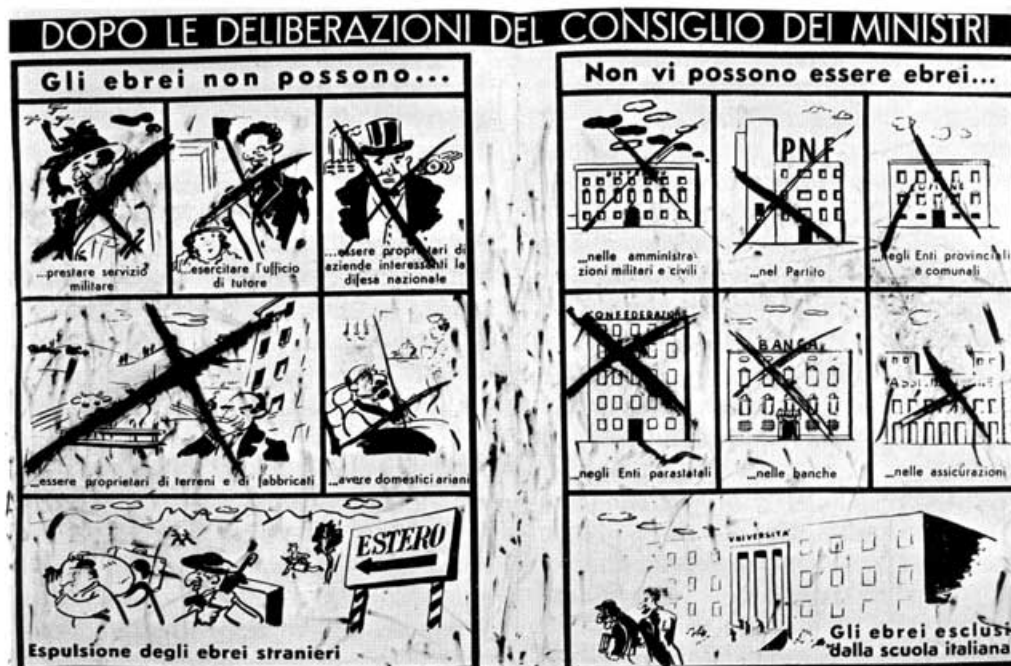 DOPO LE DELIBERAZIONI DEL CONSIGLIO DEI MINISTRI
Gli ebrei non possono...
...prestare servizio
militare
...esercitare l'ufficio
di tutore
...essere proprietari di
aziende interessanti la
difesa nazionale
...essere proprietari di terreni e di fabbricati
...avere domestici ariani
ESTERO
Espulsione degli ebrei stranieri
Non vi possono essere ebrei...
...nelle amministra-
zioni militari e civili
PNF
...nel Partito
COMUNE
...negli Enti provinciali
e comunali
CONFEDERAZIONE
...negli Enti parastatali
BANCA
...nelle banche
...nelle assicurazioni
UNIVERSITA'
Gli ebrei esclusi
dalla scuola italiana